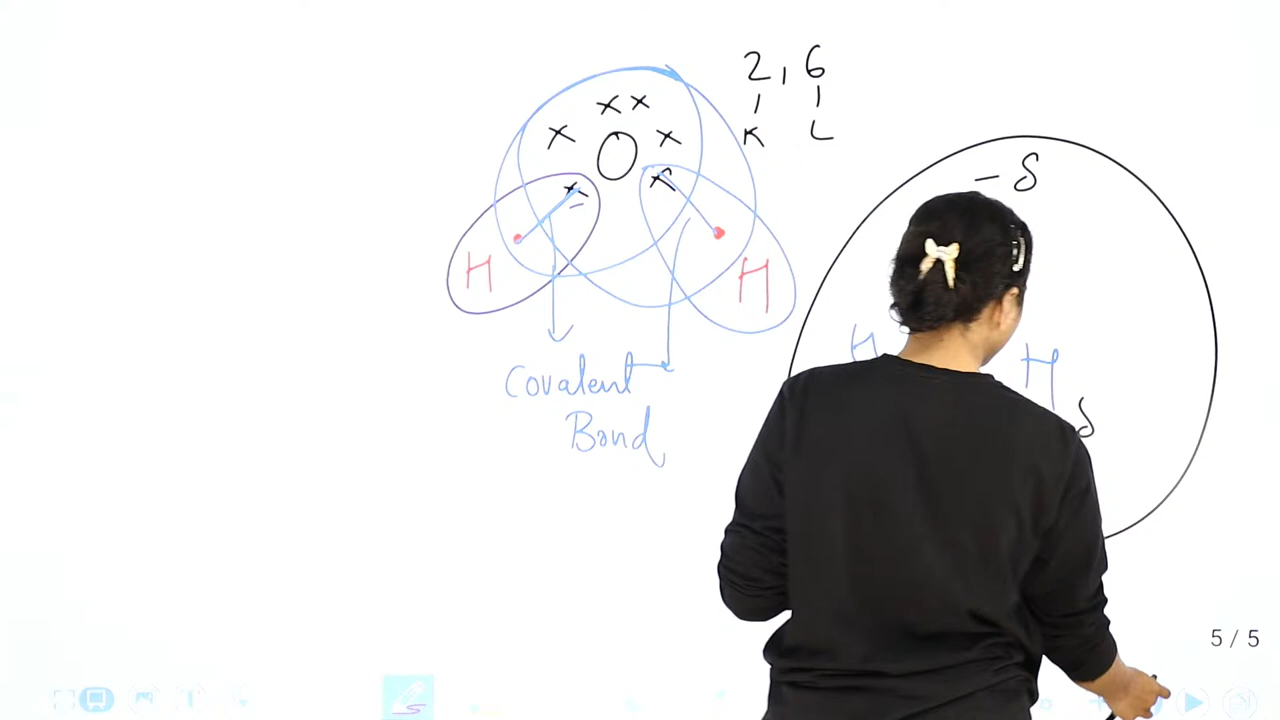 2, 6
K L
x x
x O x
x x
H H
Covalent
Bond
- δ
H H
δ
5 / 5